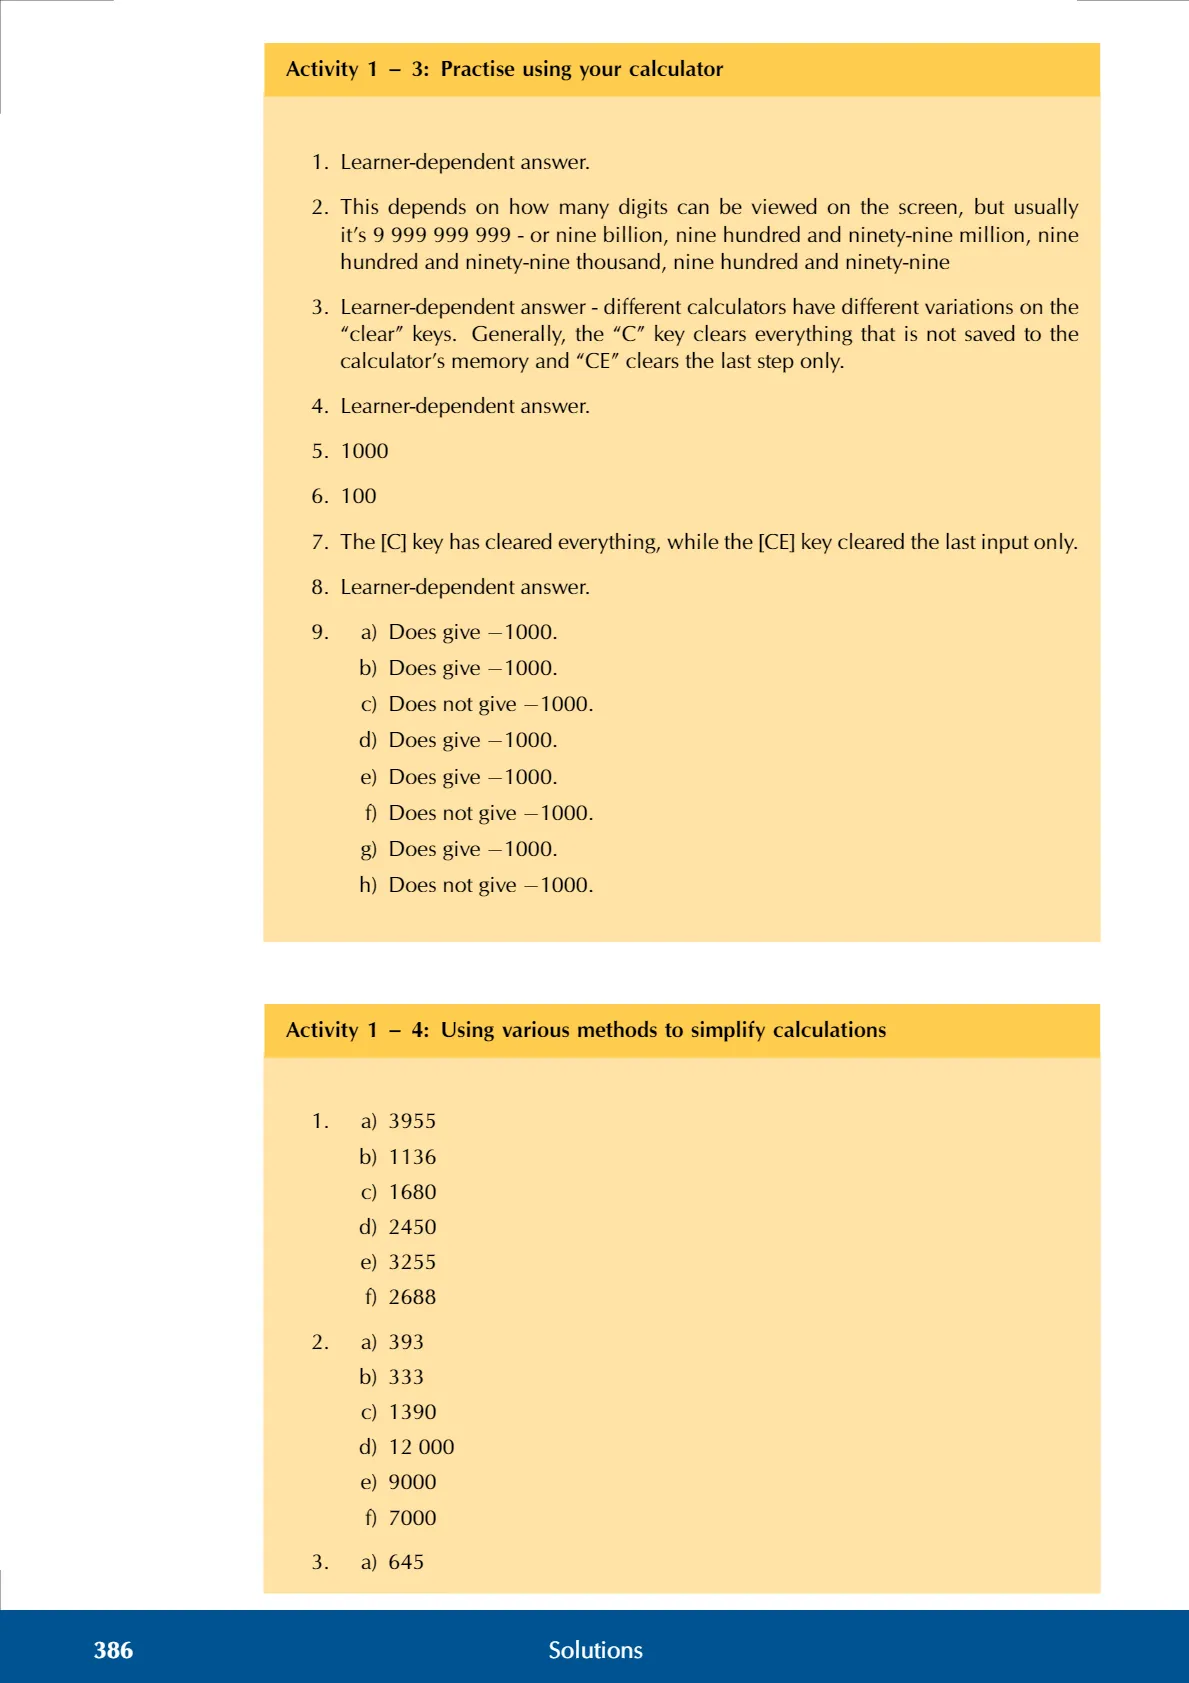 Activity 1 – 3: Practise using your calculator
1. Learner-dependent answer.
2. This depends on how many digits can be viewed on the screen, but usually
it’s 9 999 999 999 - or nine billion, nine hundred and ninety-nine million, nine
hundred and ninety-nine thousand, nine hundred and ninety-nine
3. Learner-dependent answer - different calculators have different variations on the
“clear” keys. Generally, the “C” key clears everything that is not saved to the
calculator’s memory and “CE” clears the last step only.
4. Learner-dependent answer.
5. 1000
6. 100
7. The [C] key has cleared everything, while the [CE] key cleared the last input only.
8. Learner-dependent answer.
9. a) Does give −1000.
b) Does give −1000.
c) Does not give −1000.
d) Does give −1000.
e) Does give −1000.
f) Does not give −1000.
g) Does give −1000.
h) Does not give −1000.
Activity 1 – 4: Using various methods to simplify calculations
1. a) 3955
b) 1136
c) 1680
d) 2450
e) 3255
f) 2688
2. a) 393
b) 333
c) 1390
d) 12 000
e) 9000
f) 7000
3. a) 645
386 Solutions